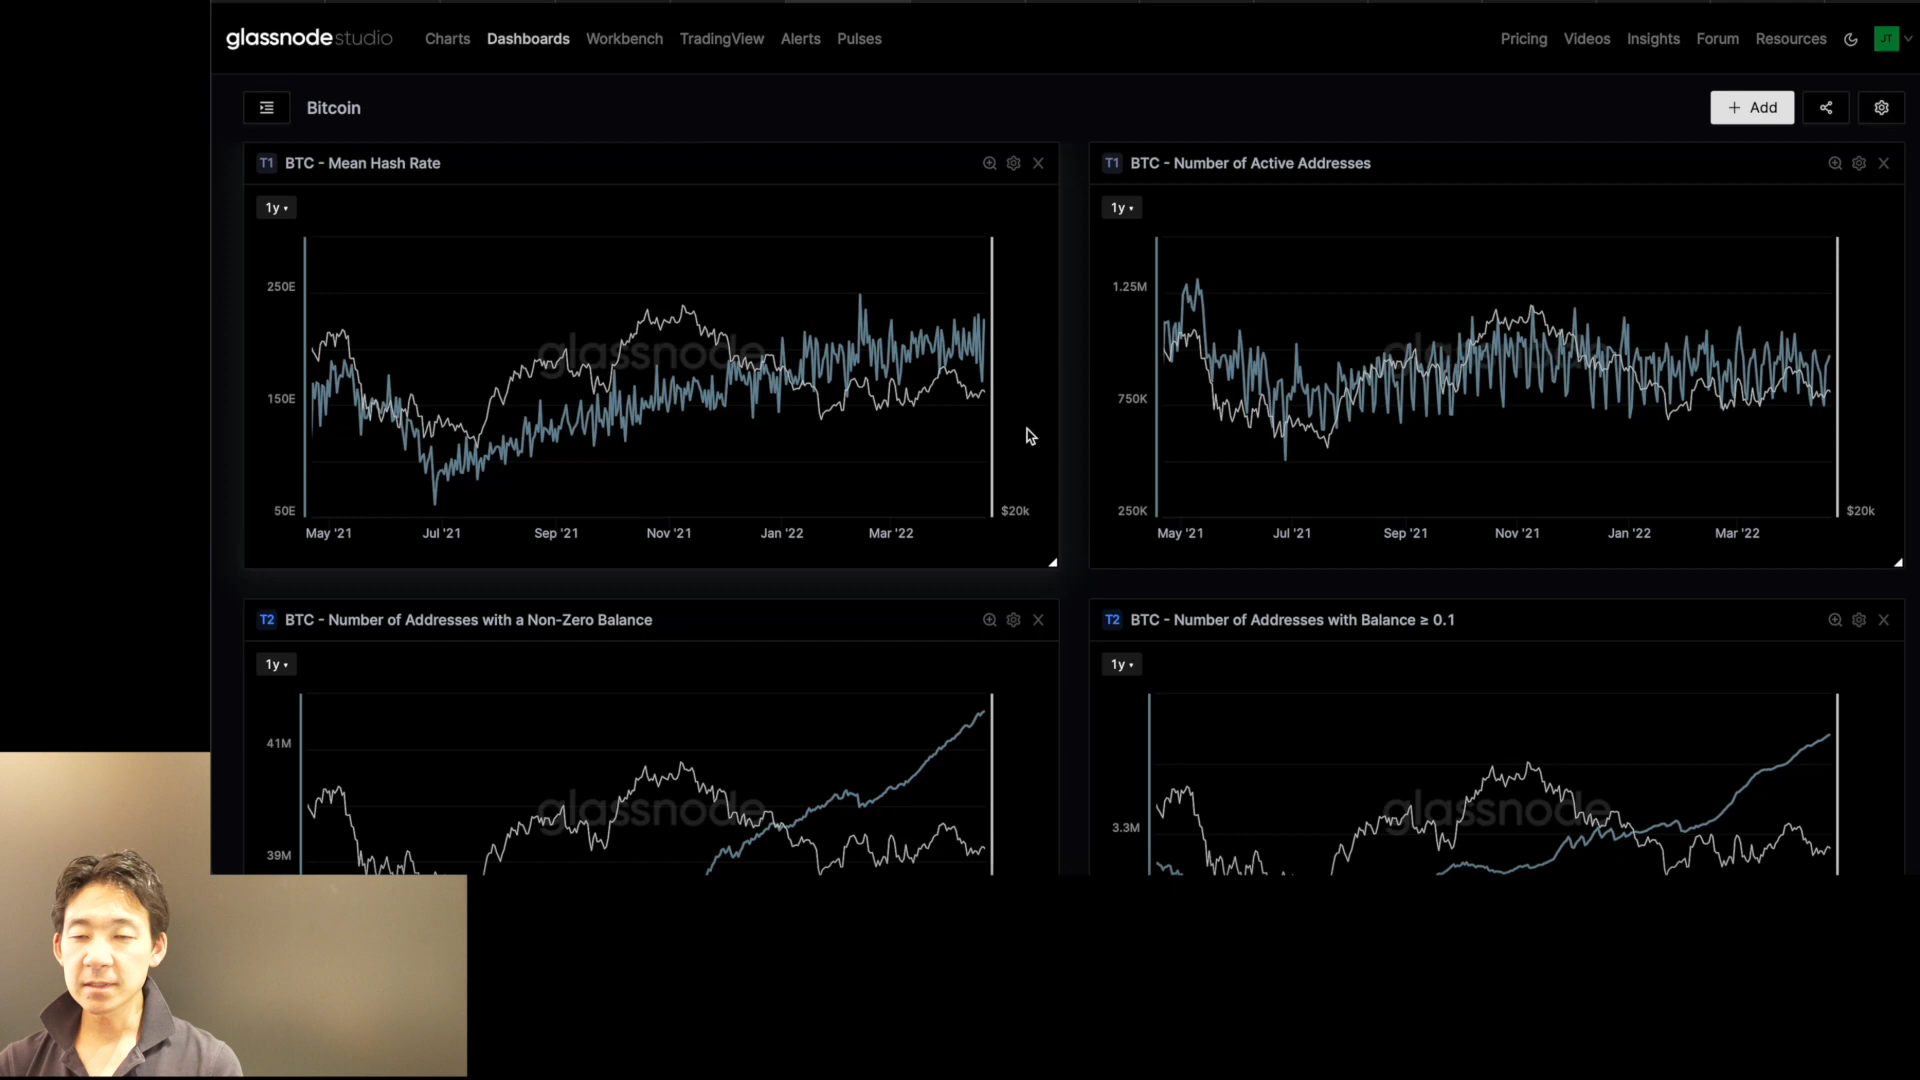 glassnodestudio Charts Dashboards Workbench TradingView Alerts Pulses Pricing Videos Insights Forum Resources JT
Bitcoin + Add
T1 BTC - Mean Hash Rate
1y
glassnode
250E
150E
50E
$20k
May '21 Jul '21 Sep '21 Nov '21 Jan '22 Mar '22
T1 BTC - Number of Active Addresses
1y
1.25M
750K
250K
$20k
May '21 Jul '21 Sep '21 Nov '21 Jan '22 Mar '22
T2 BTC - Number of Addresses with a Non-Zero Balance
1y
41M
glassnode
39M
T2 BTC - Number of Addresses with Balance ≥ 0.1
1y
glassnode
3.3M